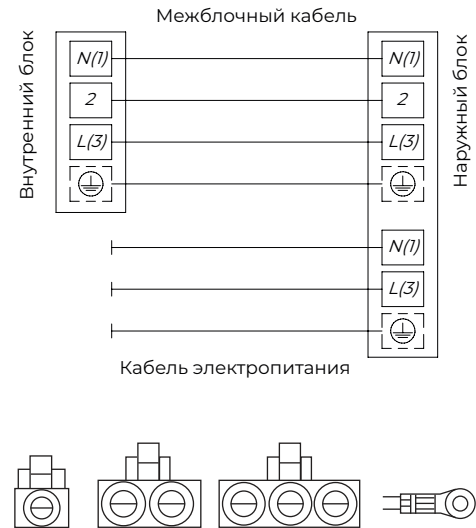 Межблочный кабель
Внутренний блок
N(1)
N(1)
Наружный блок
2
2
L(3)
L(3)
N(1)
L(3)
Кабель электропитания